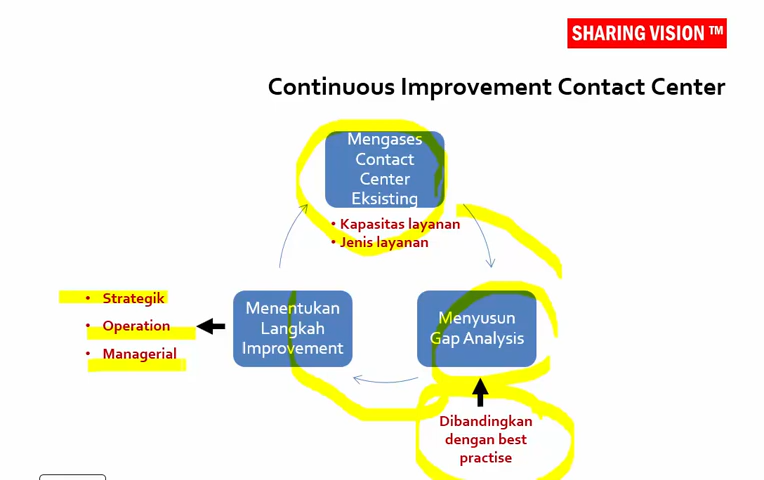 SHARING VISION ™
Continuous Improvement Contact Center
Mengases
Contact
Center
Eksisting
• Kapasitas layanan
• Jenis layanan
• Strategik
• Operation
• Managerial
Menentukan
Langkah
Improvement
Menyusun
Gap Analysis
Dibandingkan
dengan best
practise